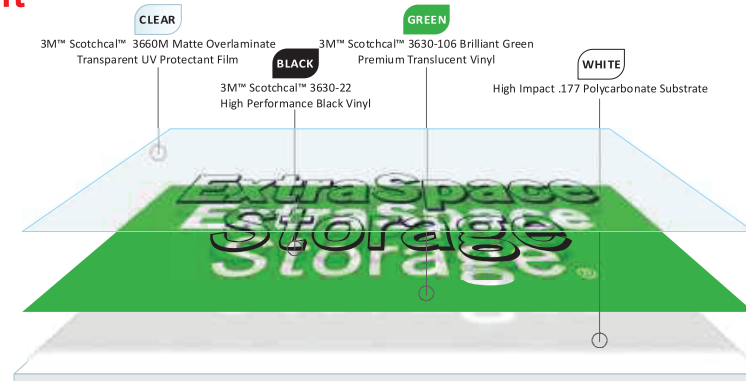 CLEAR
3M™ Scotchcal™ 3660M Matte Overlaminate
Transparent UV Protectant Film
GREEN
3M™ Scotchcal™ 3630-106 Brilliant Green
Premium Translucent Vinyl
BLACK
3M™ Scotchcal™ 3630-22
High Performance Black Vinyl
WHITE
High Impact .177 Polycarbonate Substrate
ExtraSpace
Storage
ExtraSpace
Storage®